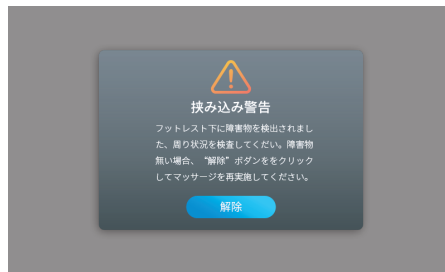 挟み込み警告
フットレスト下に障害物を検出されまし
た、周り状況を検査してくだい。障害物
無い場合、“解除”ボダンををクリック
してマッサージを再実施してください。
解除